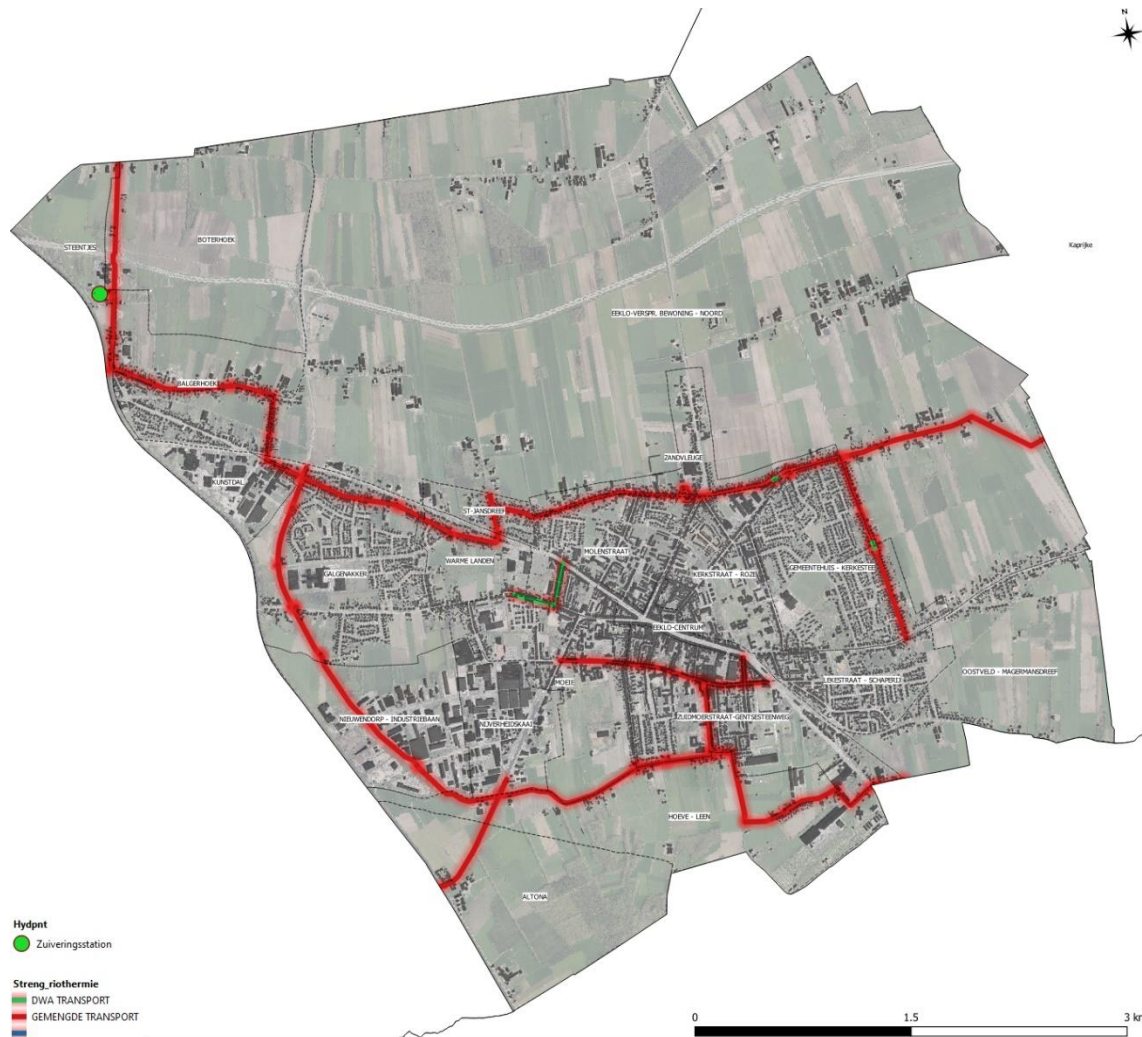 N
STEENTJES
BOTERHOEK
Kaprijke
EEKLO-VERSPR. BEWONING - NOORD
BALGERHOEK
ZANDVLEUGE
KUNSTDAL
ST-JANSDREEF
MOLENSTRAAT
WARME LANDEN
GALGENAKKER
KERKSTRAAT - ROZE
GEMEENTEHUIS - KERKESTEE
EEKLO-CENTRUM
OOSTVELD - MAGERMANSDREEF
LEKESTRAAT - SCHAPERIJ
MOEIE
ZUIDMOERSTRAAT-GENTSESTEENWEG
NIEUWENDORP - INDUSTRIEBAAN
NIJVERHEIDSKAAI
HOEVE - LEEN
ALTONA
Hydpnt
Zuiveringsstation
Streng_riothermie
DWA TRANSPORT
GEMENGDE TRANSPORT
0 1.5 3 km